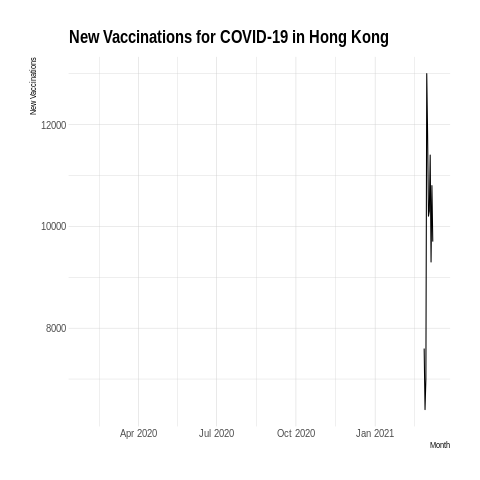 New Vaccinations for COVID-19 in Hong Kong
New Vaccinations
12000
10000
8000
Apr 2020 Jul 2020 Oct 2020 Jan 2021
Month